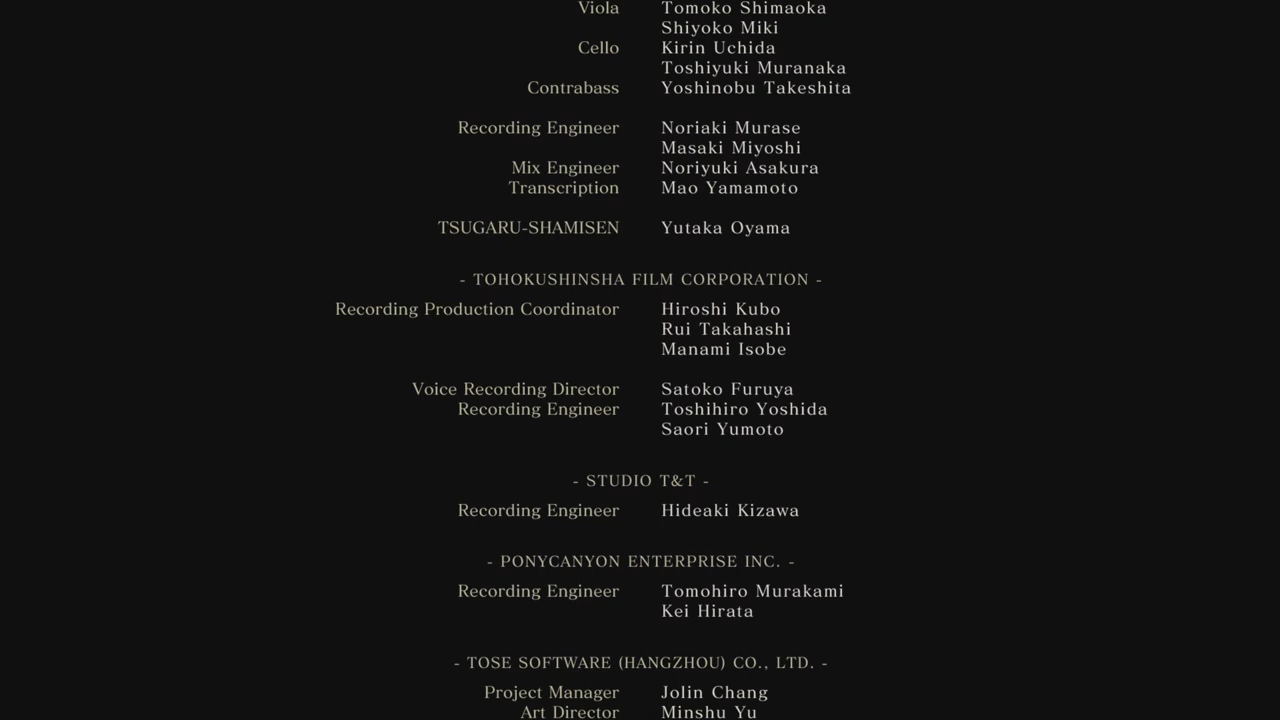 Viola Tomoko Shimaoka
Shiyoko Miki
Cello Kirin Uchida
Toshiyuki Muranaka
Contrabass Yoshinobu Takeshita
Recording Engineer Noriaki Murase
Masaki Miyoshi
Mix Engineer Noriyuki Asakura
Transcription Mao Yamamoto
TSUGARU-SHAMISEN Yutaka Oyama
- TOHOKUSHINSHA FILM CORPORATION -
Recording Production Coordinator Hiroshi Kubo
Rui Takahashi
Manami Isobe
Voice Recording Director Satoko Furuya
Recording Engineer Toshihiro Yoshida
Saori Yumoto
- STUDIO T&T -
Recording Engineer Hideaki Kizawa
- PONYCANYON ENTERPRISE INC. -
Recording Engineer Tomohiro Murakami
Kei Hirata
- TOSE SOFTWARE (HANGZHOU) CO., LTD. -
Project Manager Jolin Chang
Art Director Minshu Yu